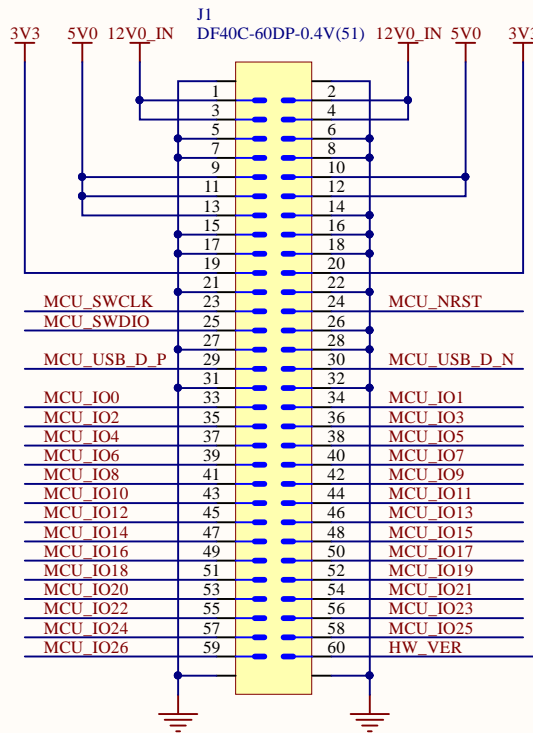 J1
DF40C-60DP-0.4V(51)
3V3 5V0 12V0_IN 12V0_IN 5V0 3V3
1 2
3 4
5 6
7 8
9 10
11 12
13 14
15 16
17 18
19 20
21 22
MCU_SWCLK 23 24 MCU_NRST
MCU_SWDIO 25 26
27 28
MCU_USB_D_P 29 30 MCU_USB_D_N
31 32
MCU_IO0 33 34 MCU_IO1
MCU_IO2 35 36 MCU_IO3
MCU_IO4 37 38 MCU_IO5
MCU_IO6 39 40 MCU_IO7
MCU_IO8 41 42 MCU_IO9
MCU_IO10 43 44 MCU_IO11
MCU_IO12 45 46 MCU_IO13
MCU_IO14 47 48 MCU_IO15
MCU_IO16 49 50 MCU_IO17
MCU_IO18 51 52 MCU_IO19
MCU_IO20 53 54 MCU_IO21
MCU_IO22 55 56 MCU_IO23
MCU_IO24 57 58 MCU_IO25
MCU_IO26 59 60 HW_VER